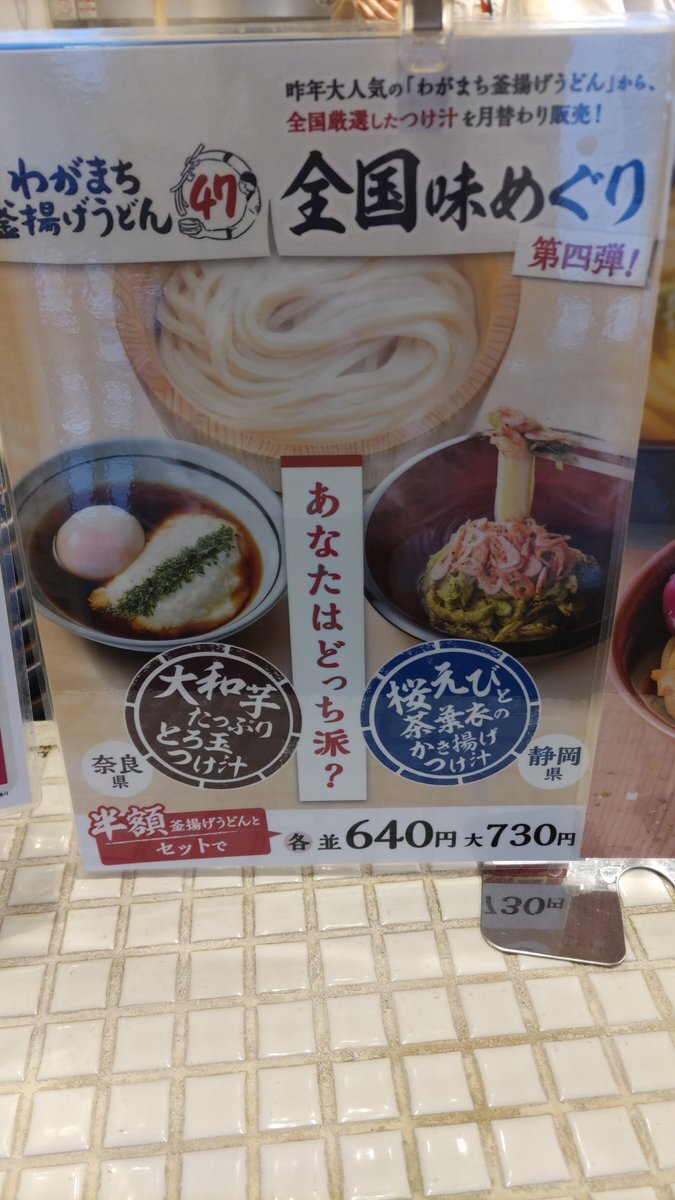 昨年大人気の「わがまち釜揚げうどん」から、
全国厳選したつけ汁を月替わり販売！
わがまち
釜揚げうどん
47
全国味めぐり
第四弾！
あなたはどっち派？
大和芋
たっぷり
とろ玉
つけ汁
奈良
県
桜えびと
茶葉衣の
かき揚げ
つけ汁
静岡
県
半額釜揚げうどんと
セットで
各並640円大730円
730円